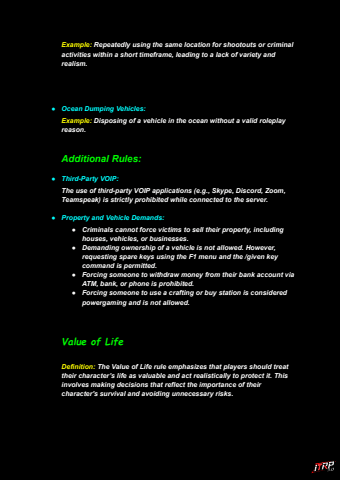 Example: Repeatedly using the same location for shootouts or criminal
activities within a short timeframe, leading to a lack of variety and
realism.
● Ocean Dumping Vehicles:
Example: Disposing of a vehicle in the ocean without a valid roleplay
reason.
Additional Rules:
● Third-Party VOIP:
The use of third-party VOIP applications (e.g., Skype, Discord, Zoom,
Teamspeak) is strictly prohibited while connected to the server.
● Property and Vehicle Demands:
● Criminals cannot force victims to sell their property, including
houses, vehicles, or businesses.
● Demanding ownership of a vehicle is not allowed. However,
requesting spare keys using the F1 menu and the /given key
command is permitted.
● Forcing someone to withdraw money from their bank account via
ATM, bank, or phone is prohibited.
● Forcing someone to use a crafting or buy station is considered
powergaming and is not allowed.
Value of Life
Definition: The Value of Life rule emphasizes that players should treat
their character's life as valuable and act realistically to protect it. This
involves making decisions that reflect the importance of their
character's survival and avoiding unnecessary risks.